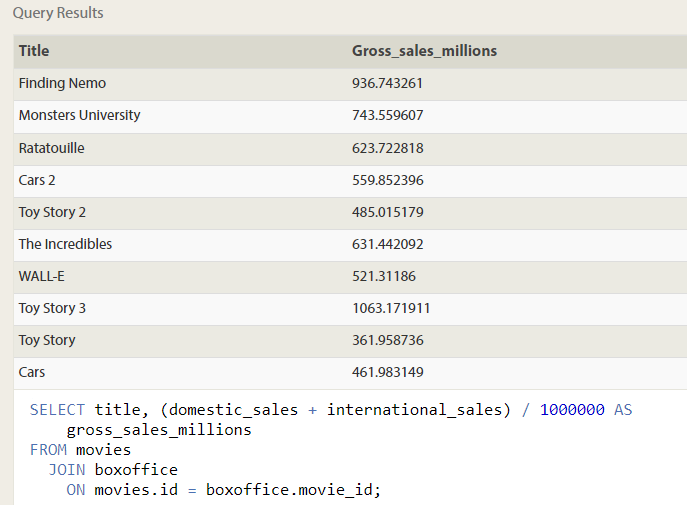 Query Results
Title Gross_sales_millions
Finding Nemo 936.743261
Monsters University 743.559607
Ratatouille 623.722818
Cars 2 559.852396
Toy Story 2 485.015179
The Incredibles 631.442092
WALL-E 521.31186
Toy Story 3 1063.171911
Toy Story 361.958736
Cars 461.983149
SELECT title, (domestic_sales + international_sales) / 1000000 AS
gross_sales_millions
FROM movies
JOIN boxoffice
ON movies.id = boxoffice.movie_id;